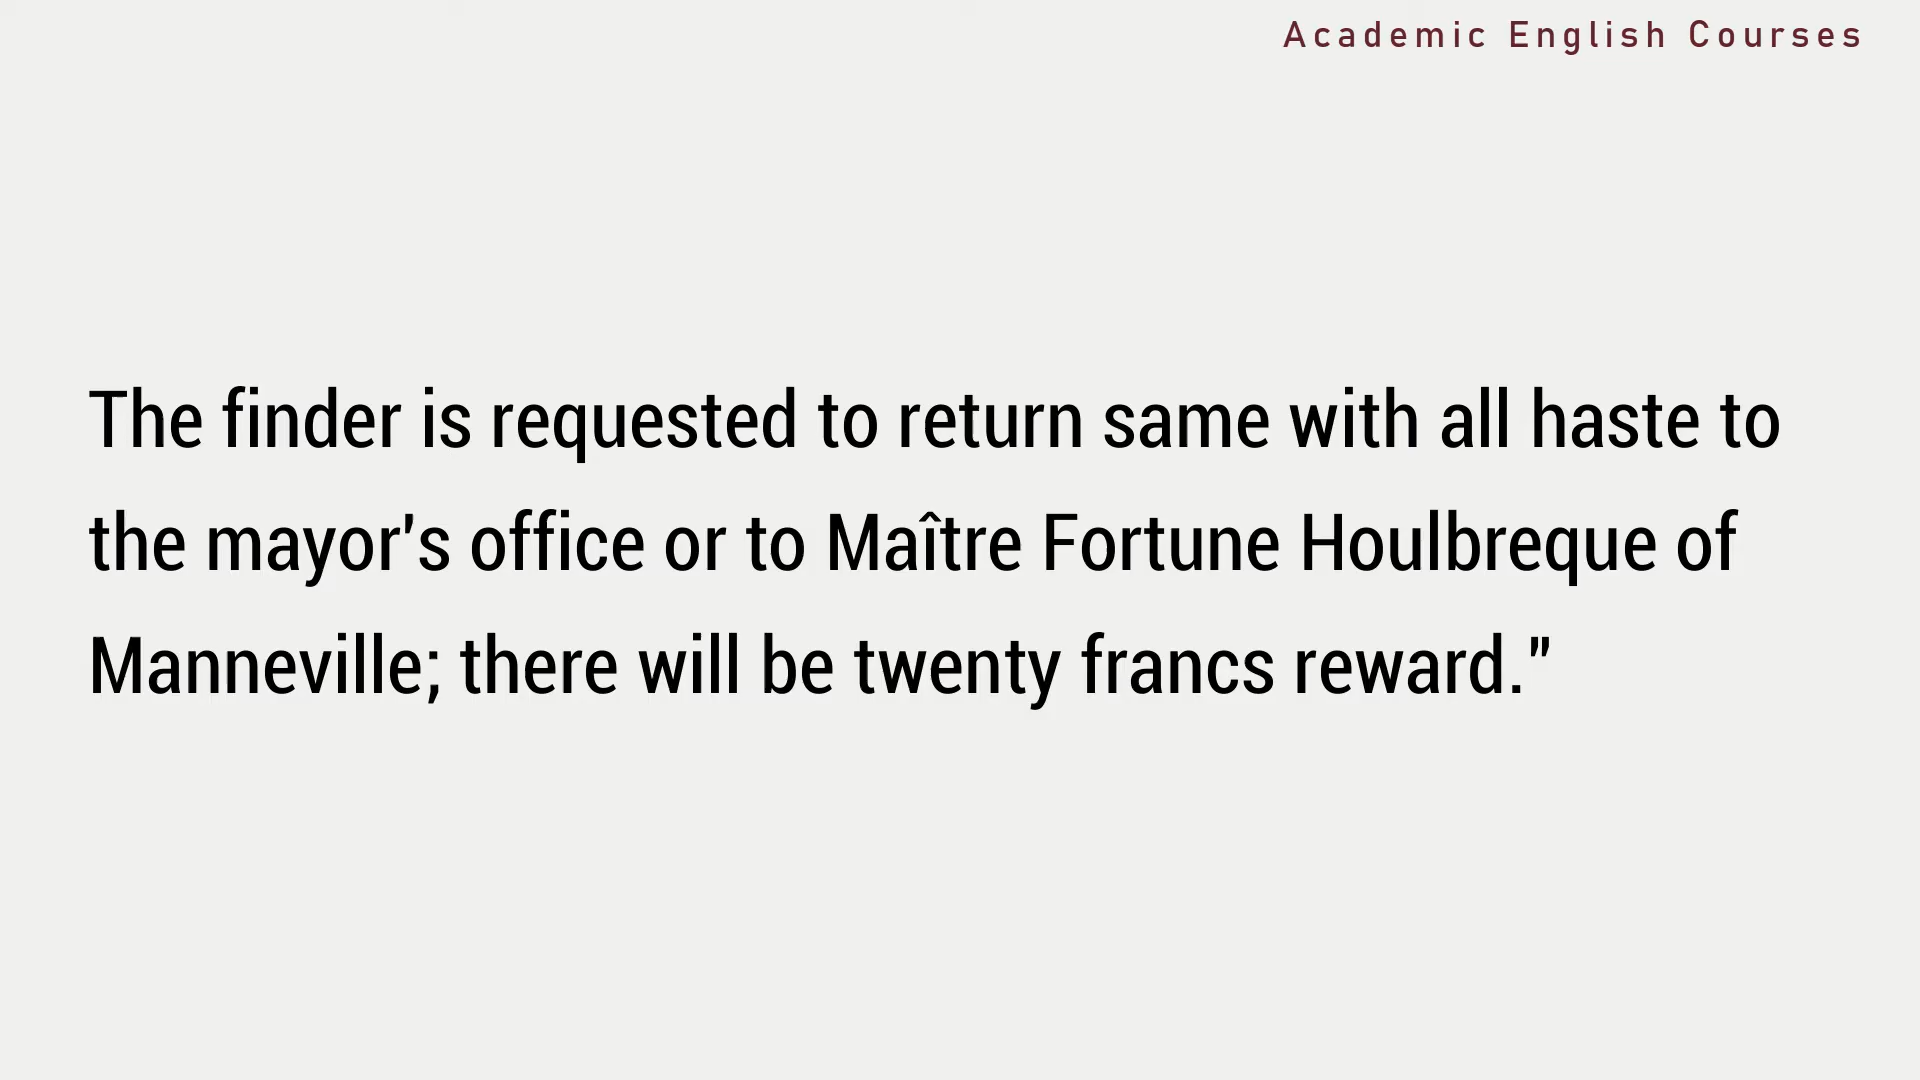 Academic English Courses
The finder is requested to return same with all haste to
the mayor's office or to Maître Fortune Houlbreque of
Manneville; there will be twenty francs reward."